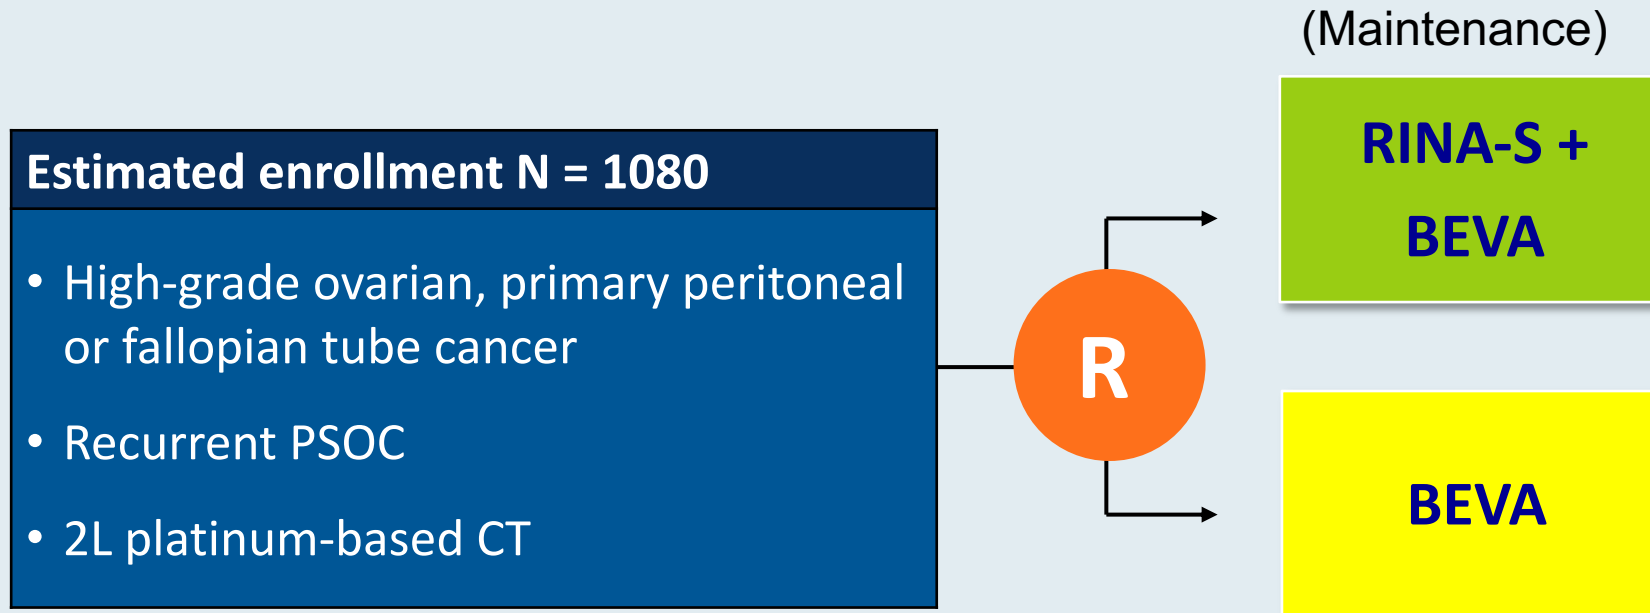 (Maintenance)
Estimated enrollment N = 1080
• High-grade ovarian, primary peritoneal
or fallopian tube cancer
• Recurrent PSOC
• 2L platinum-based CT
R
RINA-S +
BEVA
BEVA